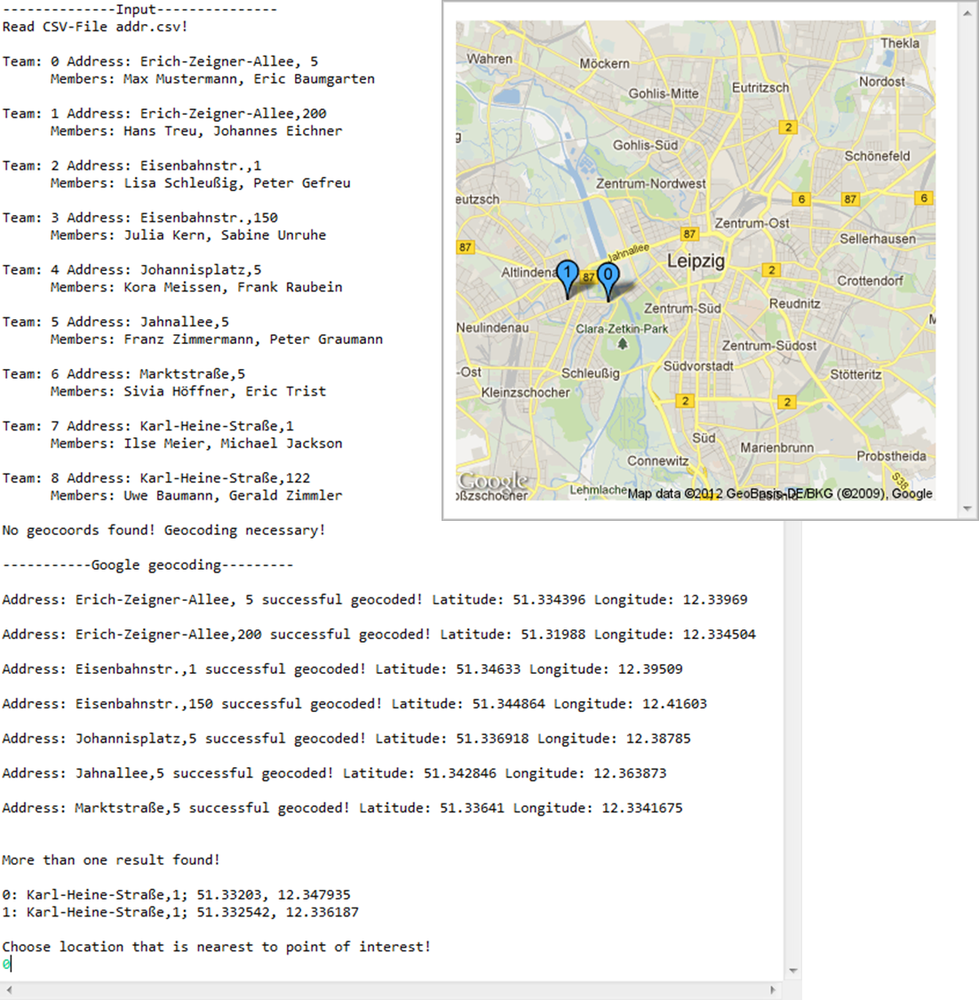 --------------Input---------------
Read CSV-File addr.csv!
Team: 0 Address: Erich-Zeigner-Allee, 5
Members: Max Mustermann, Eric Baumgarten
Team: 1 Address: Erich-Zeigner-Allee,200
Members: Hans Treu, Johannes Eichner
Team: 2 Address: Eisenbahnstr.,1
Members: Lisa Schleußig, Peter Gefreu
Team: 3 Address: Eisenbahnstr.,150
Members: Julia Kern, Sabine Unruhe
Team: 4 Address: Johannisplatz,5
Members: Kora Meissen, Frank Raubein
Team: 5 Address: Jahnallee,5
Members: Franz Zimmermann, Peter Graumann
Team: 6 Address: Marktstraße,5
Members: Sivia Höffner, Eric Trist
Team: 7 Address: Karl-Heine-Straße,1
Members: Ilse Meier, Michael Jackson
Team: 8 Address: Karl-Heine-Straße,122
Members: Uwe Baumann, Gerald Zimmler
No geocoords found! Geocoding necessary!
-----------Google geocoding---------
Address: Erich-Zeigner-Allee, 5 successful geocoded! Latitude: 51.334396 Longitude: 12.33969
Address: Erich-Zeigner-Allee,200 successful geocoded! Latitude: 51.31988 Longitude: 12.334504
Address: Eisenbahnstr.,1 successful geocoded! Latitude: 51.34633 Longitude: 12.39509
Address: Eisenbahnstr.,150 successful geocoded! Latitude: 51.344864 Longitude: 12.41603
Address: Johannisplatz,5 successful geocoded! Latitude: 51.336918 Longitude: 12.38785
Address: Jahnallee,5 successful geocoded! Latitude: 51.342846 Longitude: 12.363873
Address: Marktstraße,5 successful geocoded! Latitude: 51.33641 Longitude: 12.3341675
More than one result found!
0: Karl-Heine-Straße,1; 51.33203, 12.347935
1: Karl-Heine-Straße,1; 51.332542, 12.336187
Choose location that is nearest to point of interest!
0
Thekla
Wahren
Möckern
Nordost
Eutritzsch
Gohlis-Mitte
2
g
Gohlis-Süd
Schönefeld
Zentrum-Nordwest
eutzsch
6
87
6
Zentrum-Ost
87
Sellerhausen
87
Jahnallee
Leipzig
2
Altlindena
1
87
0
Crottendorf
Reudnitz
Zentrum-Süd
M
Neulindenau
Clara-Zetkin-Park
Zentrum-Südost
Südvorstadt
-Ost
Schleußig
Stötteritz
Kleinzschocher
2
2
Süd
Marienbrunn
Probstheida
Connewitz
S38
Google
Lehmlache
oßzschocher
Map data ©2012 GeoBasis-DE/BKG (©2009), Google